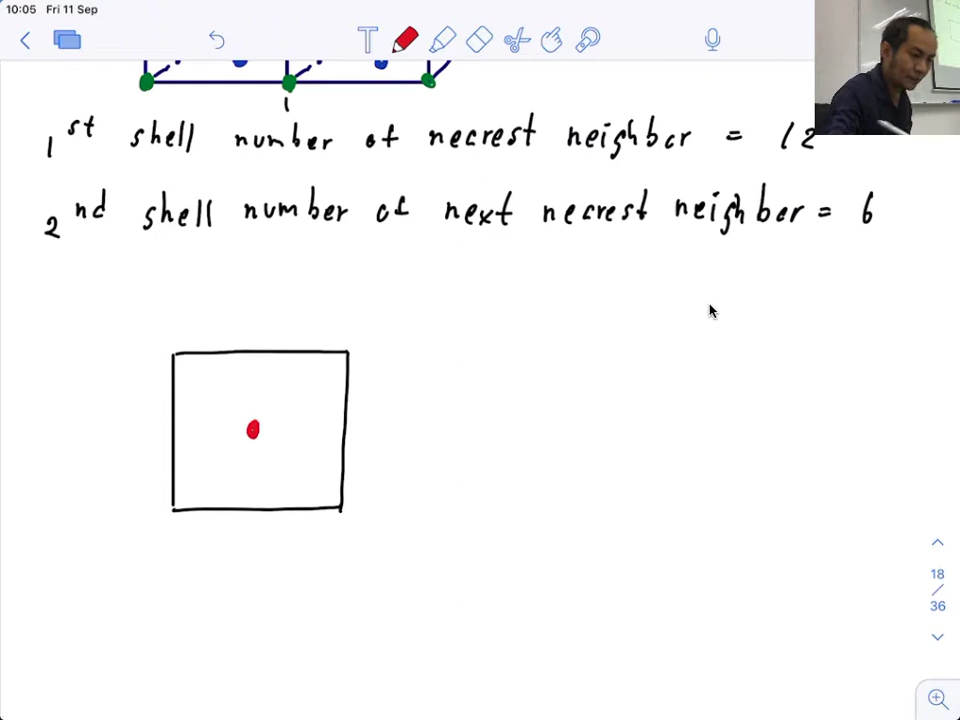 10:05 Fri 11 Sep
T
1
1st shell number of necrest neighbor = 12
2nd shell number of next necrest neighbor = 6
18
/
36